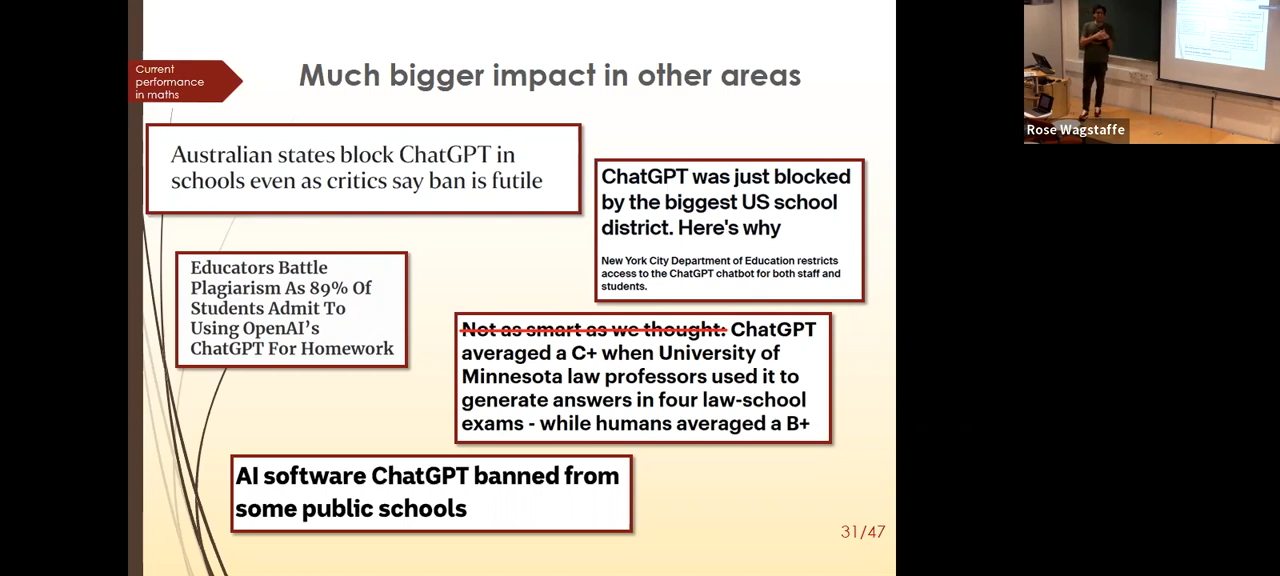 Current
performance
in maths
Much bigger impact in other areas
Australian states block ChatGPT in
schools even as critics say ban is futile
ChatGPT was just blocked
by the biggest US school
district. Here's why
New York City Department of Education restricts
access to the ChatGPT chatbot for both staff and
students.
Educators Battle
Plagiarism As 89% Of
Students Admit To
Using OpenAI's
ChatGPT For Homework
Not as smart as we thought: ChatGPT
averaged a C+ when University of
Minnesota law professors used it to
generate answers in four law-school
exams - while humans averaged a B+
AI software ChatGPT banned from
some public schools
31/47
Rose Wagstaffe